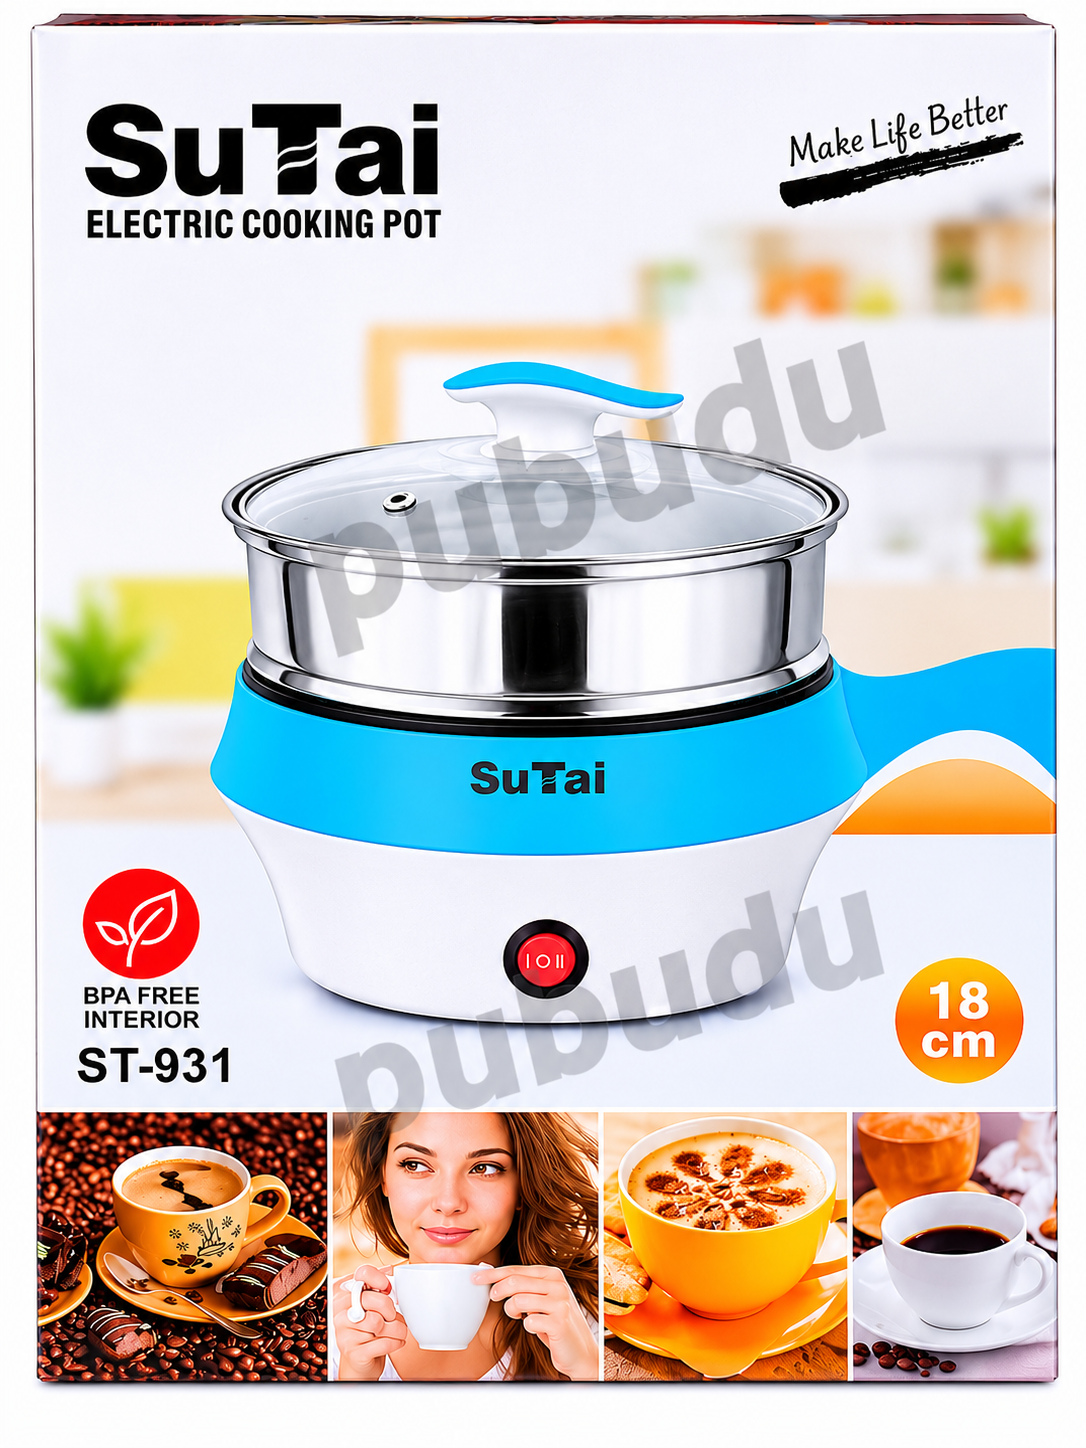 SuTai
ELECTRIC COOKING POT
Make Life Better
pubudu
SuTai
BPA FREE
INTERIOR
ST-931
18
cm
pubudu